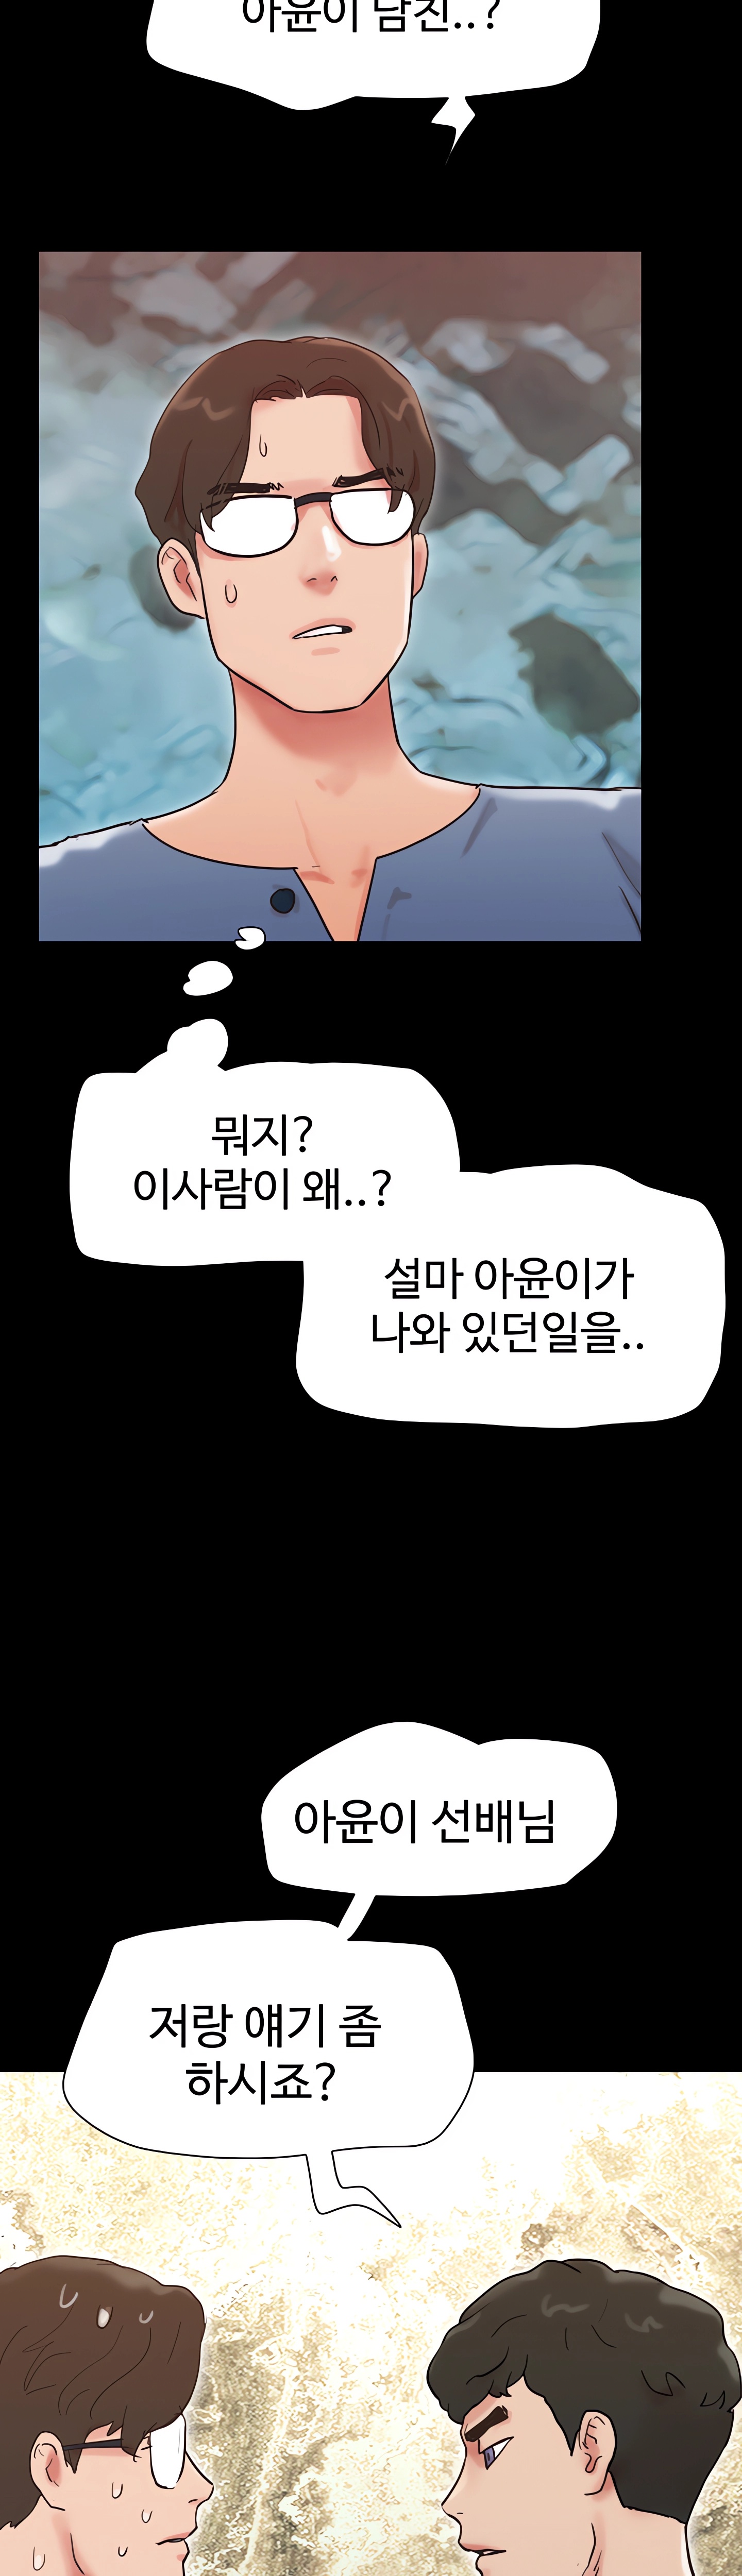 아윤이 남친..?
뭐지?
이사람이 왜..?
설마 아윤이가
나와 있던일을..
아윤이 선배님
저랑 얘기 좀
하시죠?